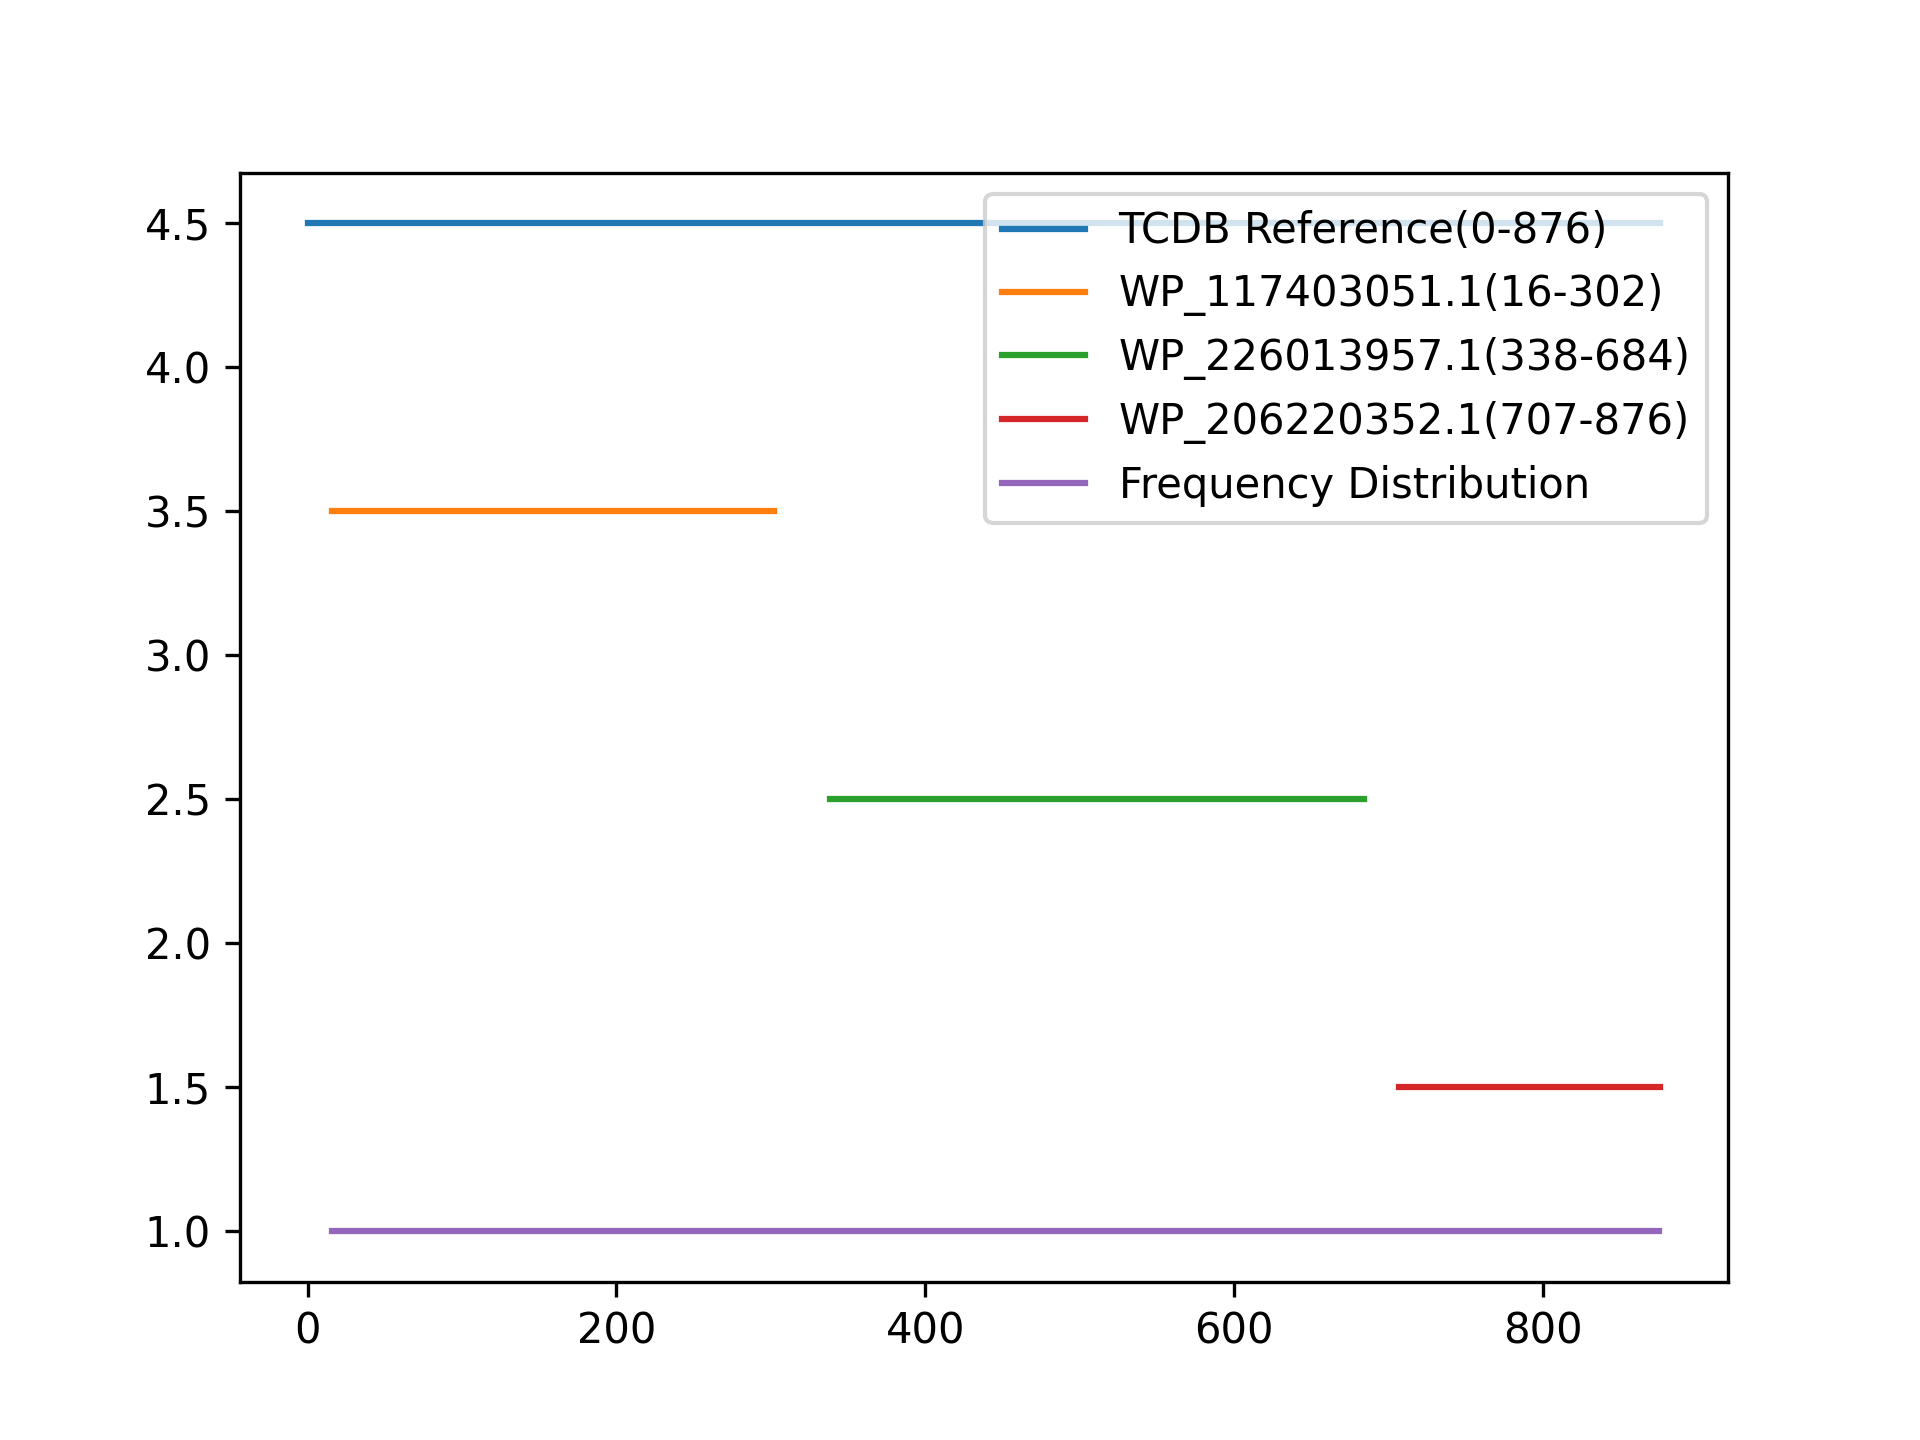 4.5
4.0
3.5
3.0
2.5
2.0
1.5
1.0
TCDB Reference(0-876)
WP_117403051.1(16-302)
WP_226013957.1(338-684)
WP_206220352.1(707-876)
Frequency Distribution
0 200 400 600 800